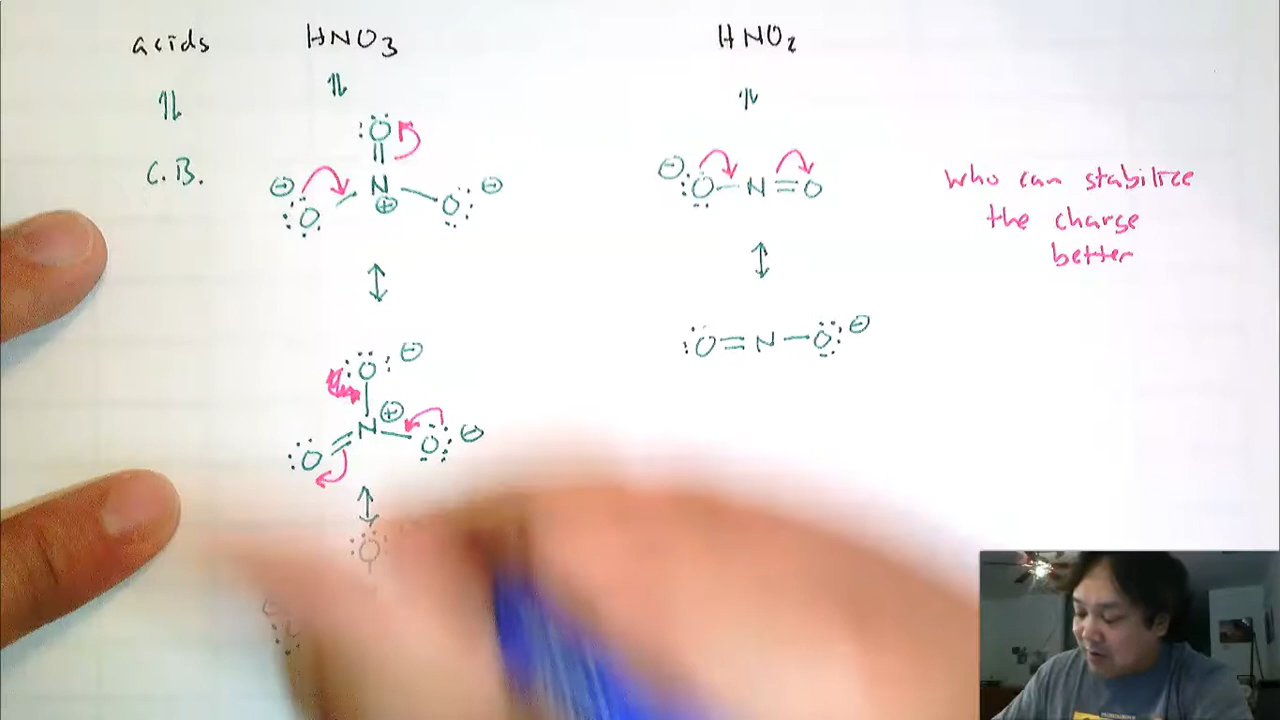 acids HNO3 HNO2
C.B.
:O:
⊖ N ⊖
:O: ⊕ O:
⊖ :O - N = O
who can stabilize
the charge
better
:O: ⊖
N ⊕
:O O: ⊖
:O = N - O: ⊖
:O